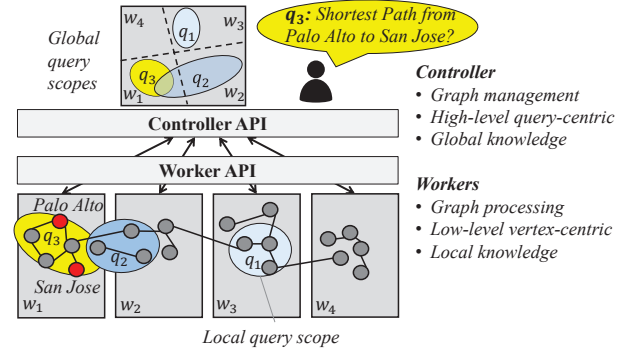 Global
query
scopes
w₄
q₁
w₃
q₃
q₂
w₁
w₂
q₃: Shortest Path from
Palo Alto to San Jose?
Controller
• Graph management
• High-level query-centric
• Global knowledge
Controller API
Worker API
Workers
• Graph processing
• Low-level vertex-centric
• Local knowledge
Palo Alto
q₃
San Jose
w₁
q₂
w₂
q₁
w₃
w₄
Local query scope